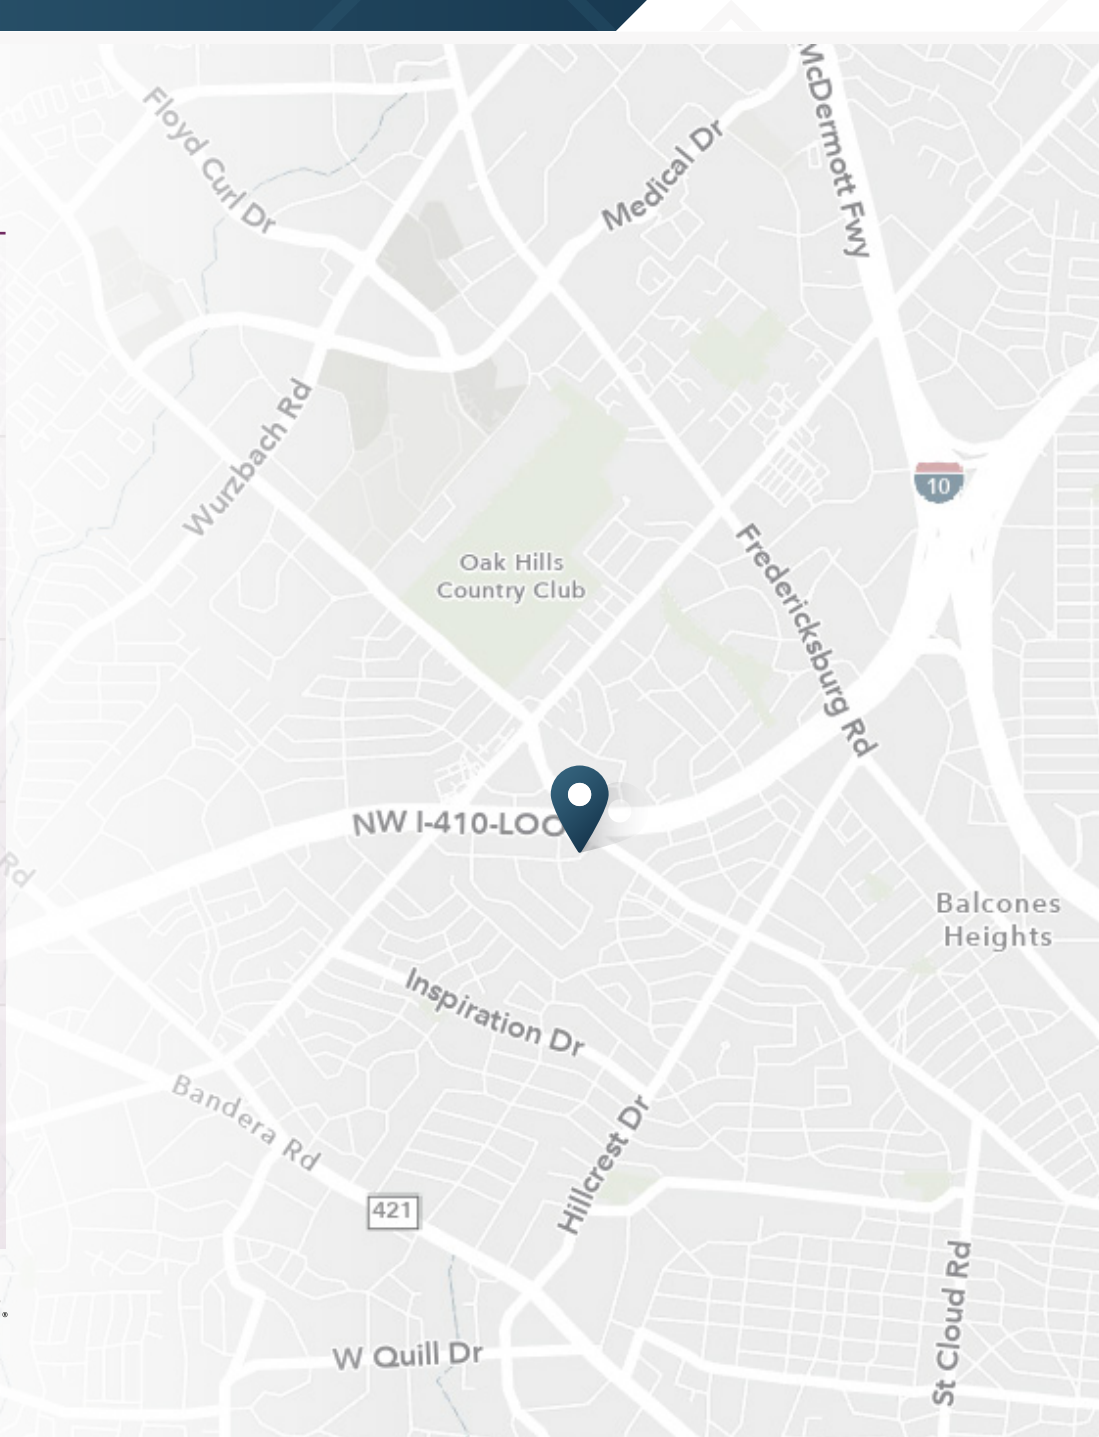 McDermott Fwy
Floyd Curl Dr
Medical Dr
Wurzbach Rd
10
Fredericksburg Rd
Oak Hills
Country Club
NW I-410-LOO
Rd
Balcones
Heights
Inspiration Dr
Bandera Rd
Hillcrest Dr
421
St Cloud Rd
®
W Quill Dr